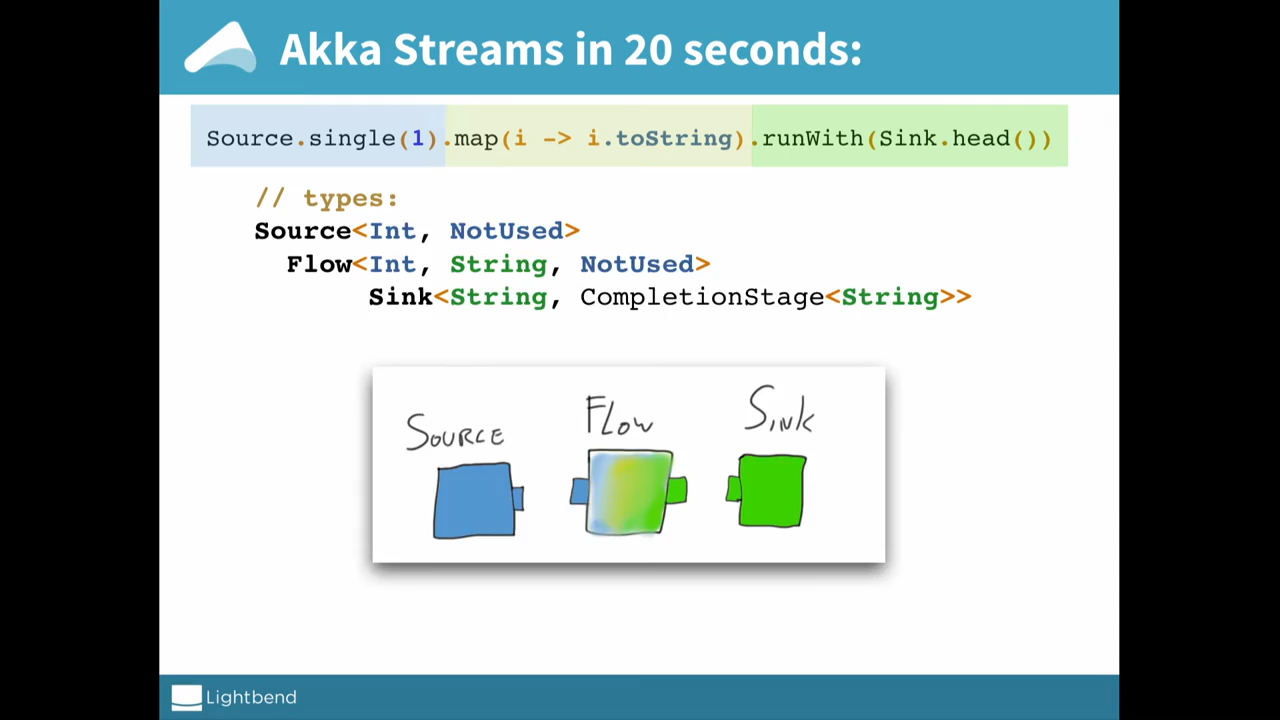 Akka Streams in 20 seconds:
Source.single(1).map(i -> i.toString).runWith(Sink.head())
// types:
Source<Int, NotUsed>
Flow<Int, String, NotUsed>
Sink<String, CompletionStage<String>>
Source Flow Sink
Lightbend